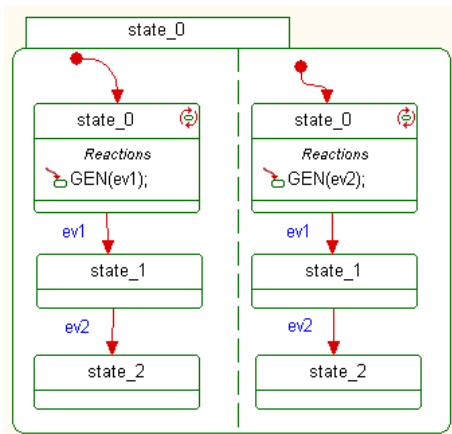 state_0
state_0
Reactions
GEN(ev1);
ev1
state_1
ev2
state_2
state_0
Reactions
GEN(ev2);
ev1
state_1
ev2
state_2